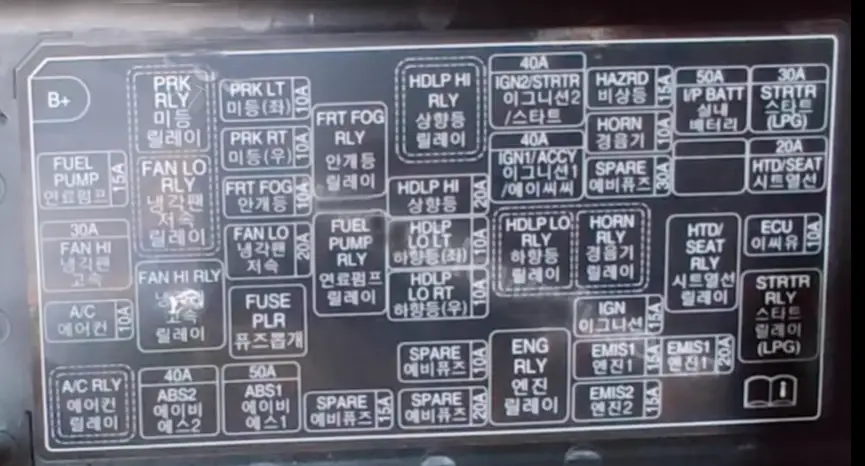 B+
PRK
RLY
미등
릴레이
PRK LT
미등(좌)
10A
PRK RT
미등(우)
10A
FRT FOG
RLY
안개등
릴레이
HDLP HI
RLY
상향등
릴레이
40A
IGN2/STRTR
이그니션2
/스타트
HAZRD
비상등
15A
50A
I/P BATT
실내
배터리
30A
STRTR
스타트
(LPG)
HORN
경음기
10A
FUEL
PUMP
연료펌프
15A
FAN LO
RLY
냉각팬
저속
릴레이
FRT FOG
안개등
10A
HDLP HI
상향등
20A
40A
IGN1/ACCY
이그니션1
/에이씨씨
SPARE
예비퓨즈
30A
20A
HTD/SEAT
시트열선
30A
FAN HI
냉각팬
고속
FAN LO
냉각팬
저속
20A
FUEL
PUMP
RLY
연료펌프
릴레이
HDLP
LO LT
하향등(좌)
10A
HDLP LO
RLY
하향등
릴레이
HORN
RLY
경음기
릴레이
HTD/
SEAT
RLY
시트열선
릴레이
ECU
이씨유
10A
FAN HI RLY
고속
릴레이
HDLP
LO RT
하향등(우)
10A
A/C
에어컨
10A
FUSE
PLR
퓨즈뽑개
IGN
이그니션
15A
STRTR
RLY
스타트
릴레이
(LPG)
SPARE
예비퓨즈
10A
ENG
RLY
엔진
릴레이
EMIS1
엔진1
15A
EMIS1
엔진1
20A
A/C RLY
에어컨
릴레이
40A
ABS2
에이비
에스2
50A
ABS1
에이비
에스1
SPARE
예비퓨즈
15A
SPARE
예비퓨즈
20A
EMIS2
엔진2
15A